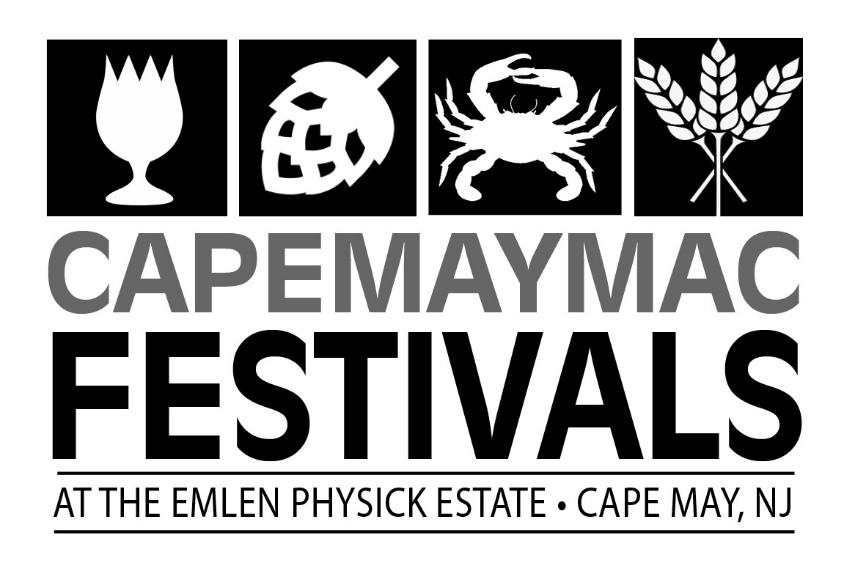 CAPEMAYMAC
FESTIVALS
AT THE EMLEN PHYSICK ESTATE • CAPE MAY, NJ